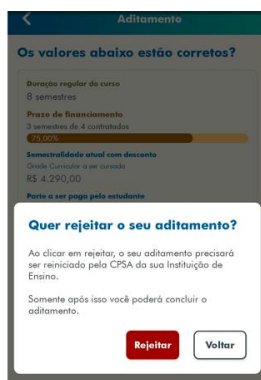 Aditamento
Os valores abaixo estão corretos?
Duração regular do curso
8 semestres
Prazo de financiamento
3 semestres de 4 contratados
75,00%
Semestralidade atual com desconto
Grade Curricular a ser cursada
R$ 4.290,00
Parte a ser paga pelo estudante
Quer rejeitar o seu aditamento?
Ao clicar em rejeitar, o seu aditamento precisará
ser reiniciado pela CPSA da sua Instituição de
Ensino.
Somente após isso você poderá concluir o
aditamento.
Rejeitar
Voltar